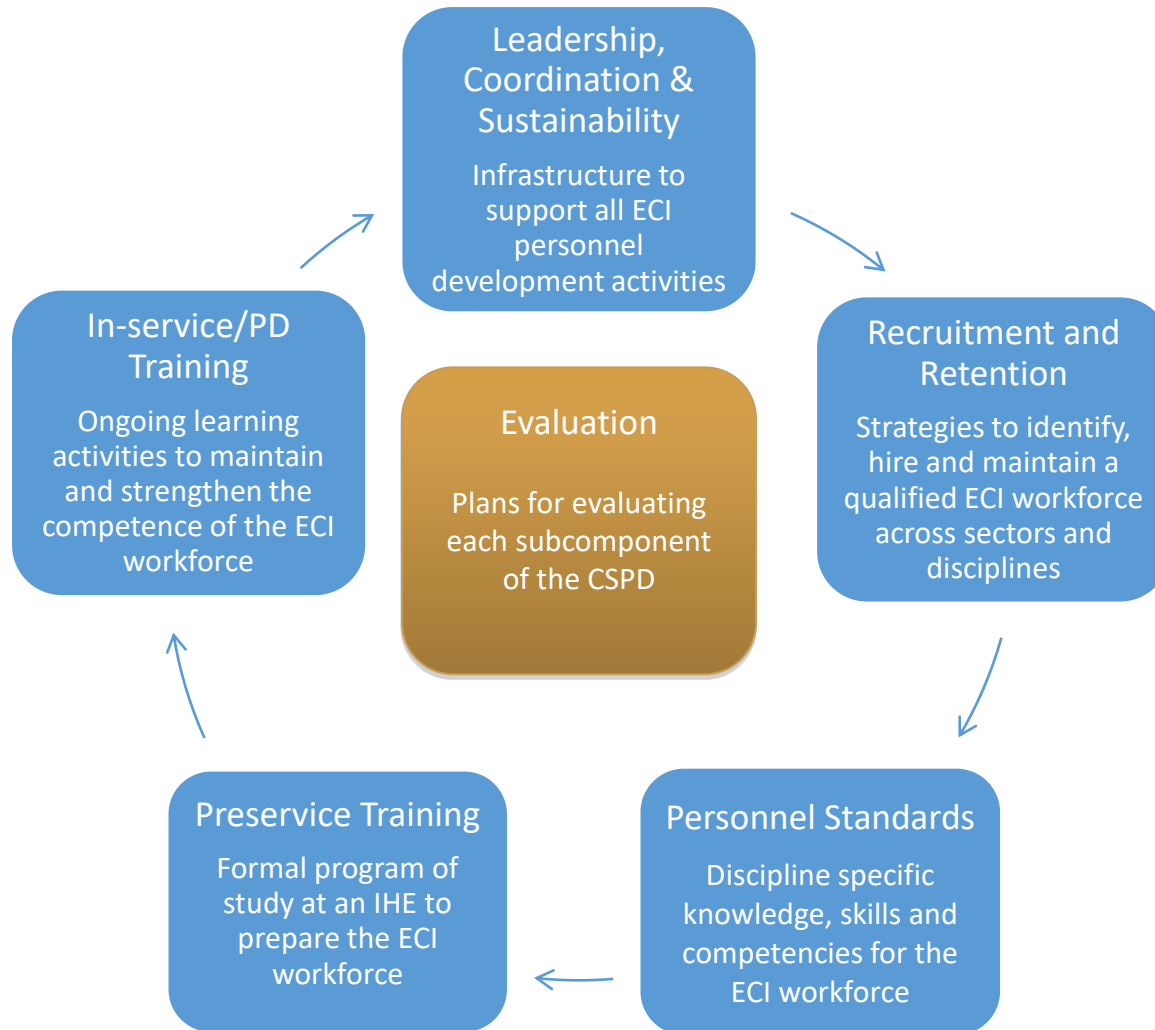 Leadership,
Coordination &
Sustainability
Infrastructure to
support all ECI
personnel
development activities
Recruitment and
Retention
Strategies to identify,
hire and maintain a
qualified ECI workforce
across sectors and
disciplines
Personnel Standards
Discipline specific
knowledge, skills and
competencies for the
ECI workforce
Preservice Training
Formal program of
study at an IHE to
prepare the ECI
workforce
In-service/PD
Training
Ongoing learning
activities to maintain
and strengthen the
competence of the ECI
workforce
Evaluation
Plans for evaluating
each subcomponent
of the CSPD